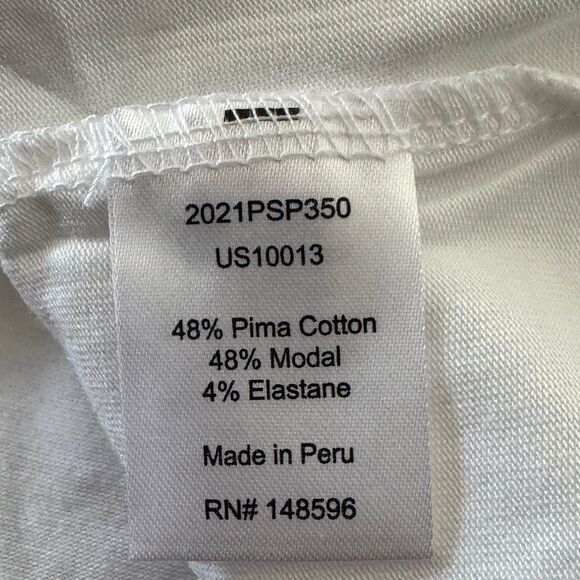 2021PSP350
US10013
48% Pima Cotton
48% Modal
4% Elastane
Made in Peru
RN# 148596